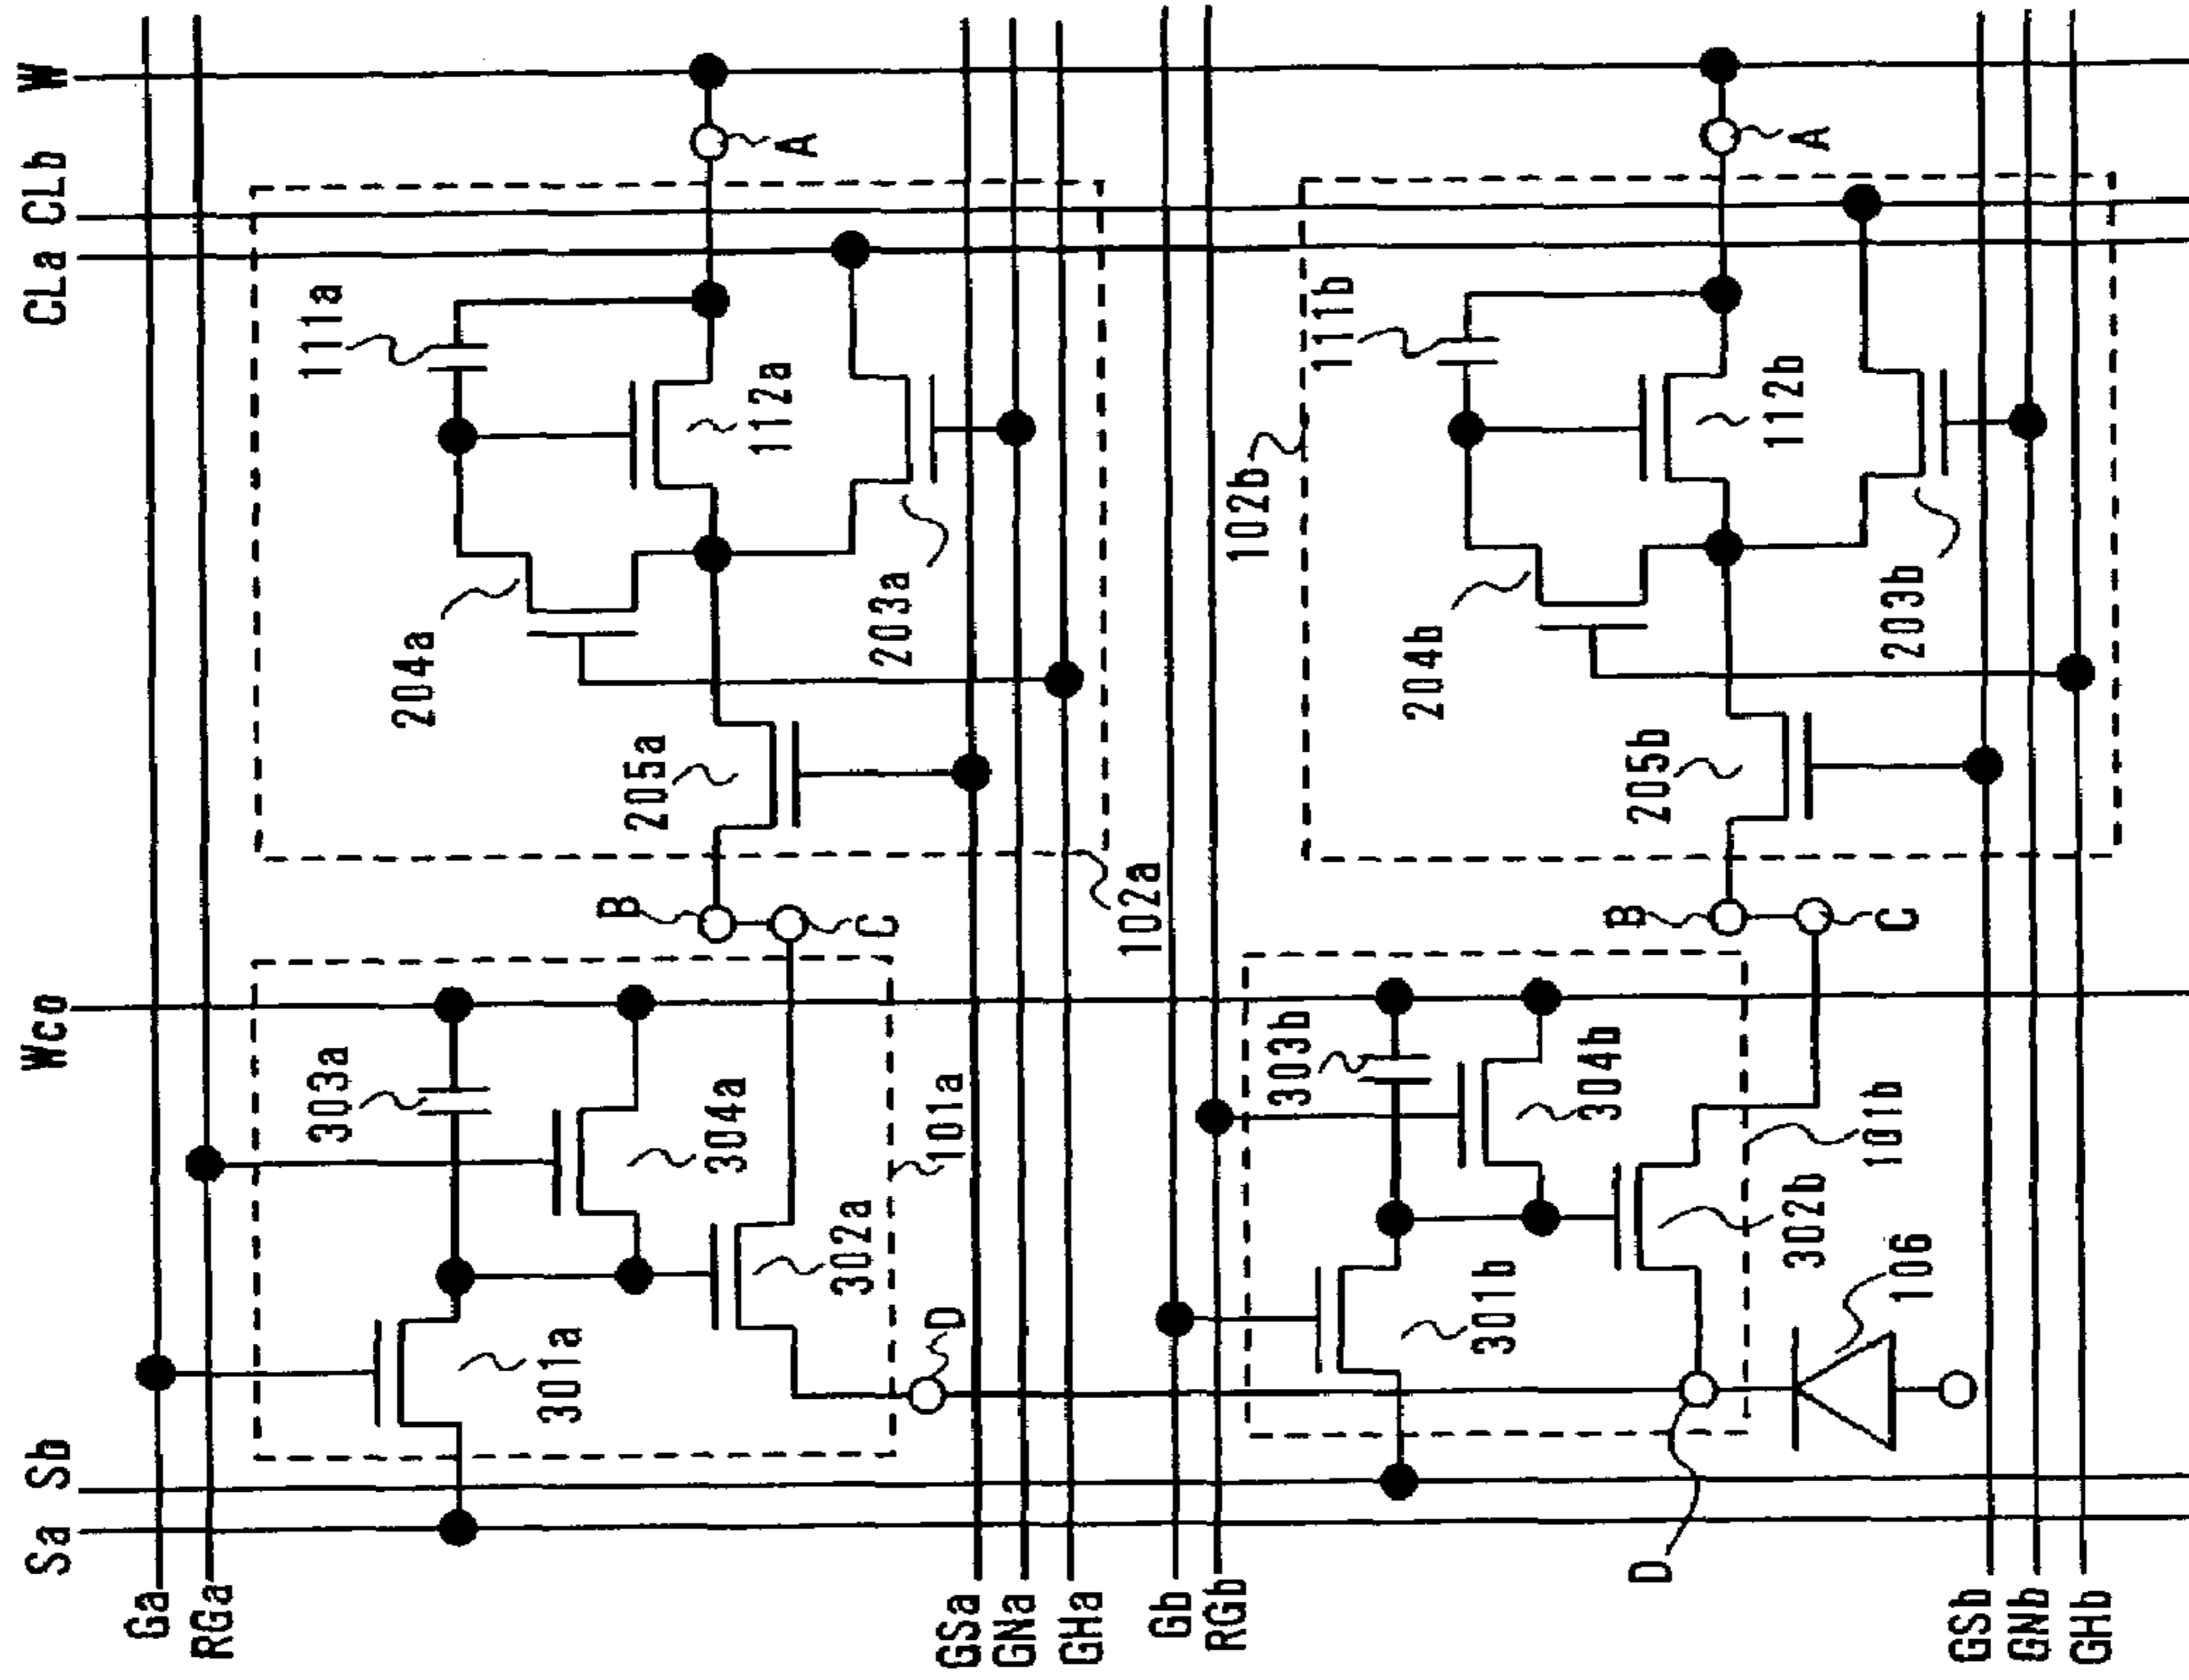 Sa Sb Wco CLa CLb W
Ga
RGa
303a
111a
204a
301a
B
205a
304a
112a
A
302a
C
203a
D
101a
GSa
GNa
GHa
102a
Gb
RGb
102b
303b
111b
204b
301b
304b
B
D
205b
112b
302b
A
101b
C
203b
106
GSb
GNb
GHb